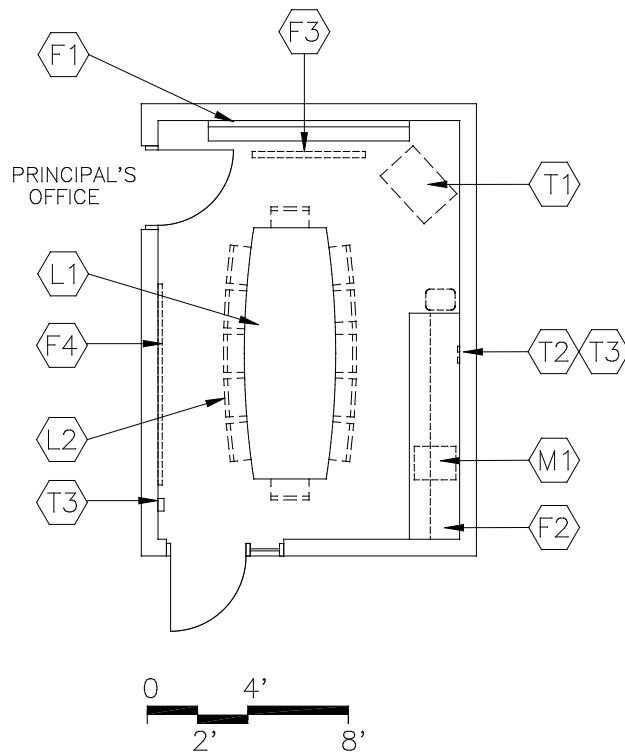 F3
F1
PRINCIPAL'S
OFFICE
T1
L1
F4
T2 T3
L2
M1
T3
F2
0 4'
2' 8'